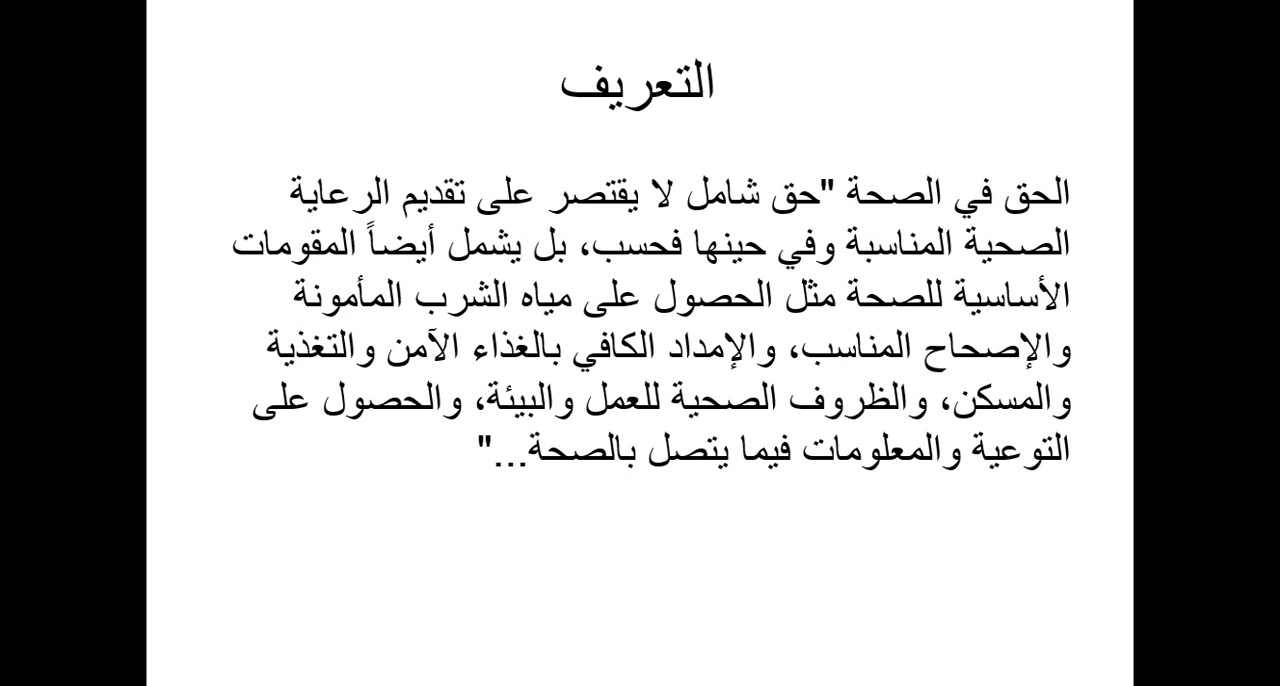 التعريف
الحق في الصحة "حق شامل لا يقتصر على تقديم الرعاية
الصحية المناسبة وفي حينها فحسب، بل يشمل أيضاً المقومات
الأساسية للصحة مثل الحصول على مياه الشرب المأمونة
والإصحاح المناسب، والإمداد الكافي بالغذاء الآمن والتغذية
والمسكن، والظروف الصحية للعمل والبيئة، والحصول على
التوعية والمعلومات فيما يتصل بالصحة..."